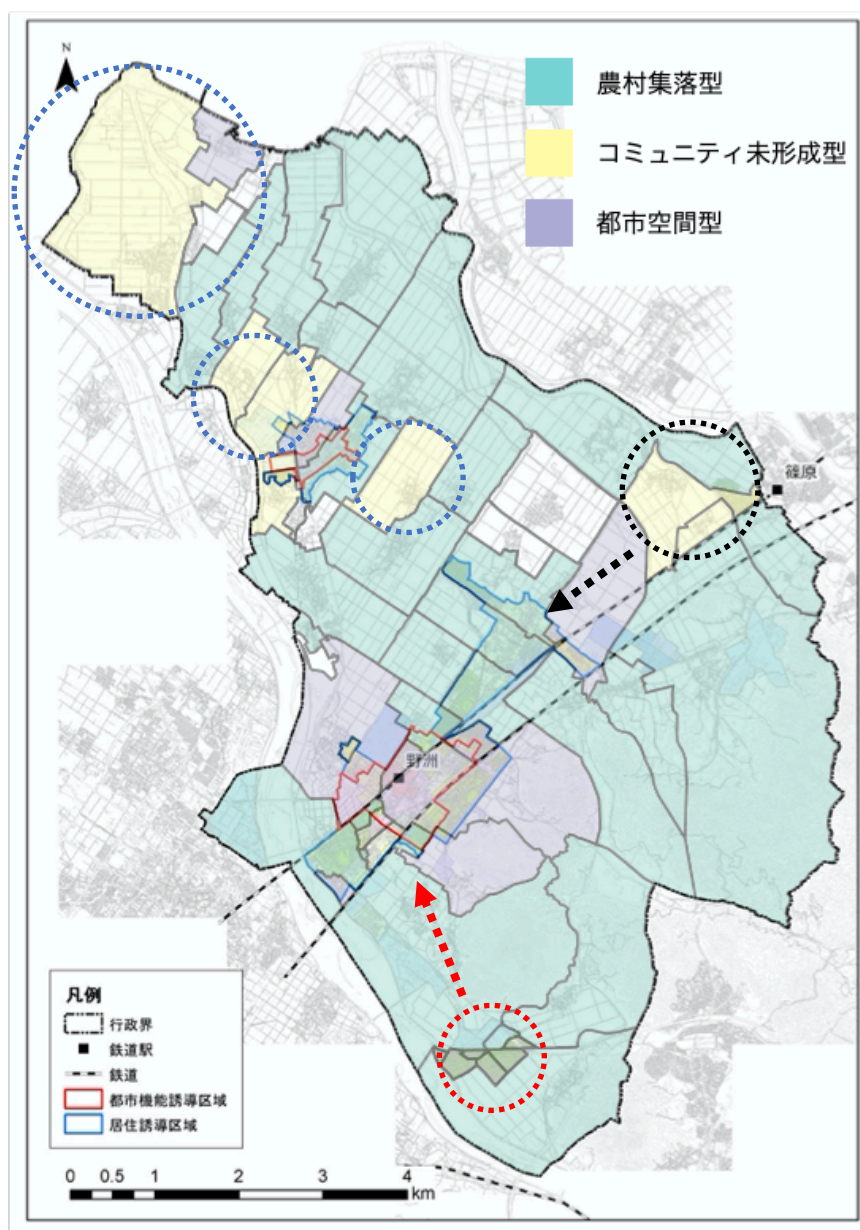 N
農村集落型
コミュニティ未形成型
都市空間型
篠原
野洲
凡例
行政界
鉄道駅
鉄道
都市機能誘導区域
居住誘導区域
0 0.5 1 2 3 4
km